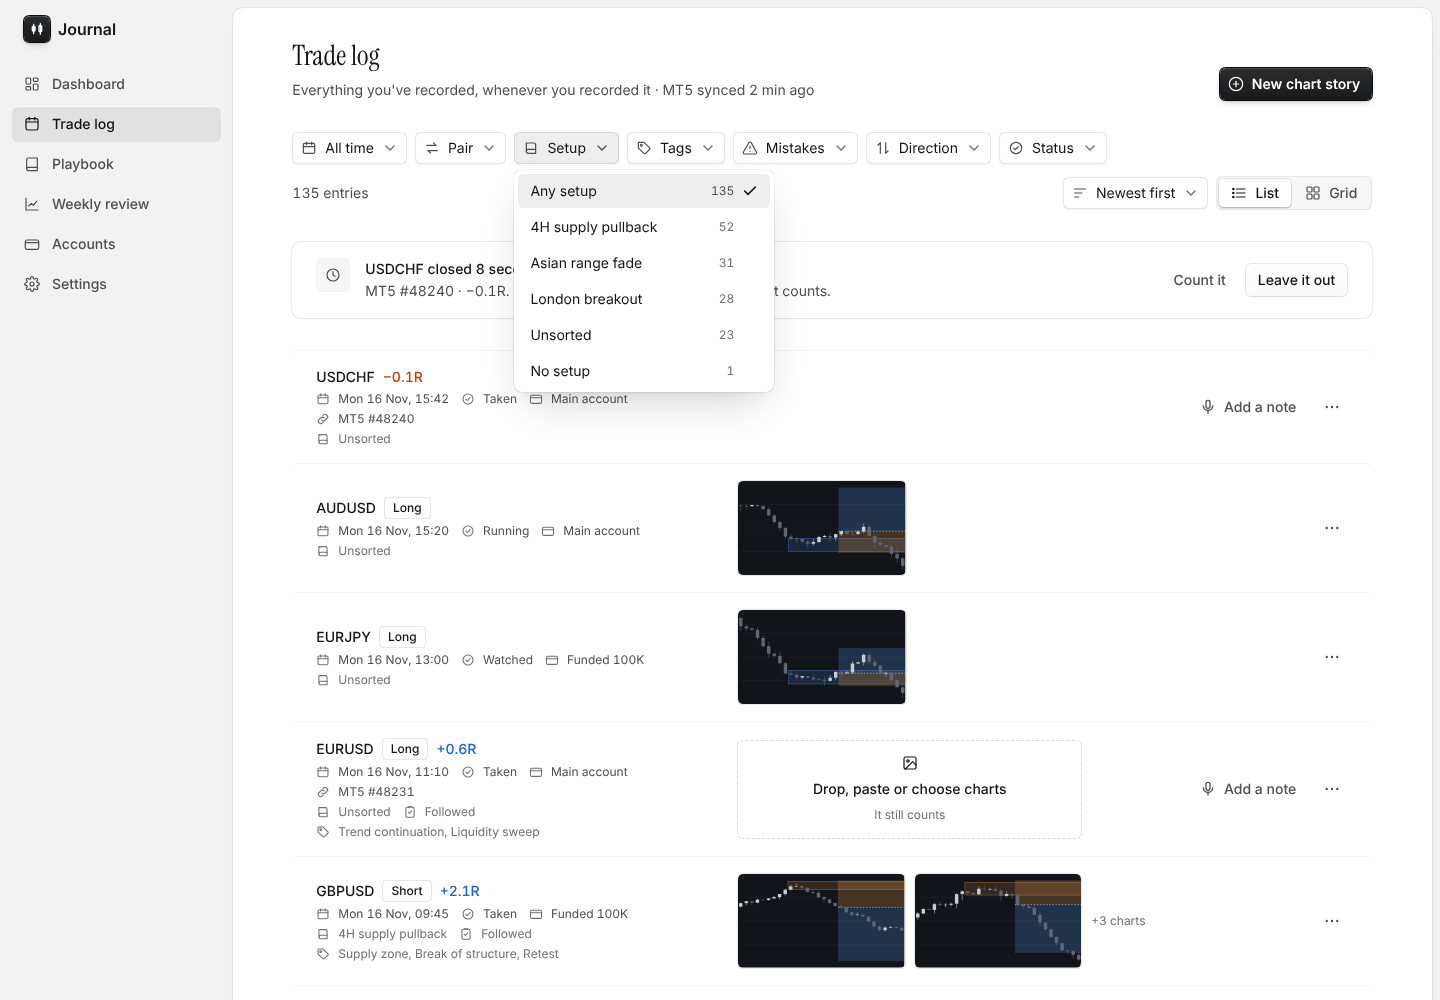 Journal
Dashboard
Trade log
Playbook
Weekly review
Accounts
Settings
Trade log
Everything you've recorded, whenever you recorded it · MT5 synced 2 min ago
New chart story
All time
Pair
Setup
Tags
Mistakes
Direction
Status
135 entries
Newest first
List
Grid
Any setup 135
4H supply pullback 52
Asian range fade 31
London breakout 28
Unsorted 23
No setup 1
USDCHF closed 8
MT5 #48240 · −0.1R.
counts.
Count it
Leave it out
USDCHF −0.1R
Mon 16 Nov, 15:42 Taken Main account
MT5 #48240
Unsorted
Add a note
AUDUSD Long
Mon 16 Nov, 15:20 Running Main account
Unsorted
EURJPY Long
Mon 16 Nov, 13:00 Watched Funded 100K
Unsorted
EURUSD Long +0.6R
Mon 16 Nov, 11:10 Taken Main account
MT5 #48231
Unsorted Followed
Trend continuation, Liquidity sweep
Drop, paste or choose charts
It still counts
Add a note
GBPUSD Short +2.1R
Mon 16 Nov, 09:45 Taken Funded 100K
4H supply pullback Followed
Supply zone, Break of structure, Retest
+3 charts